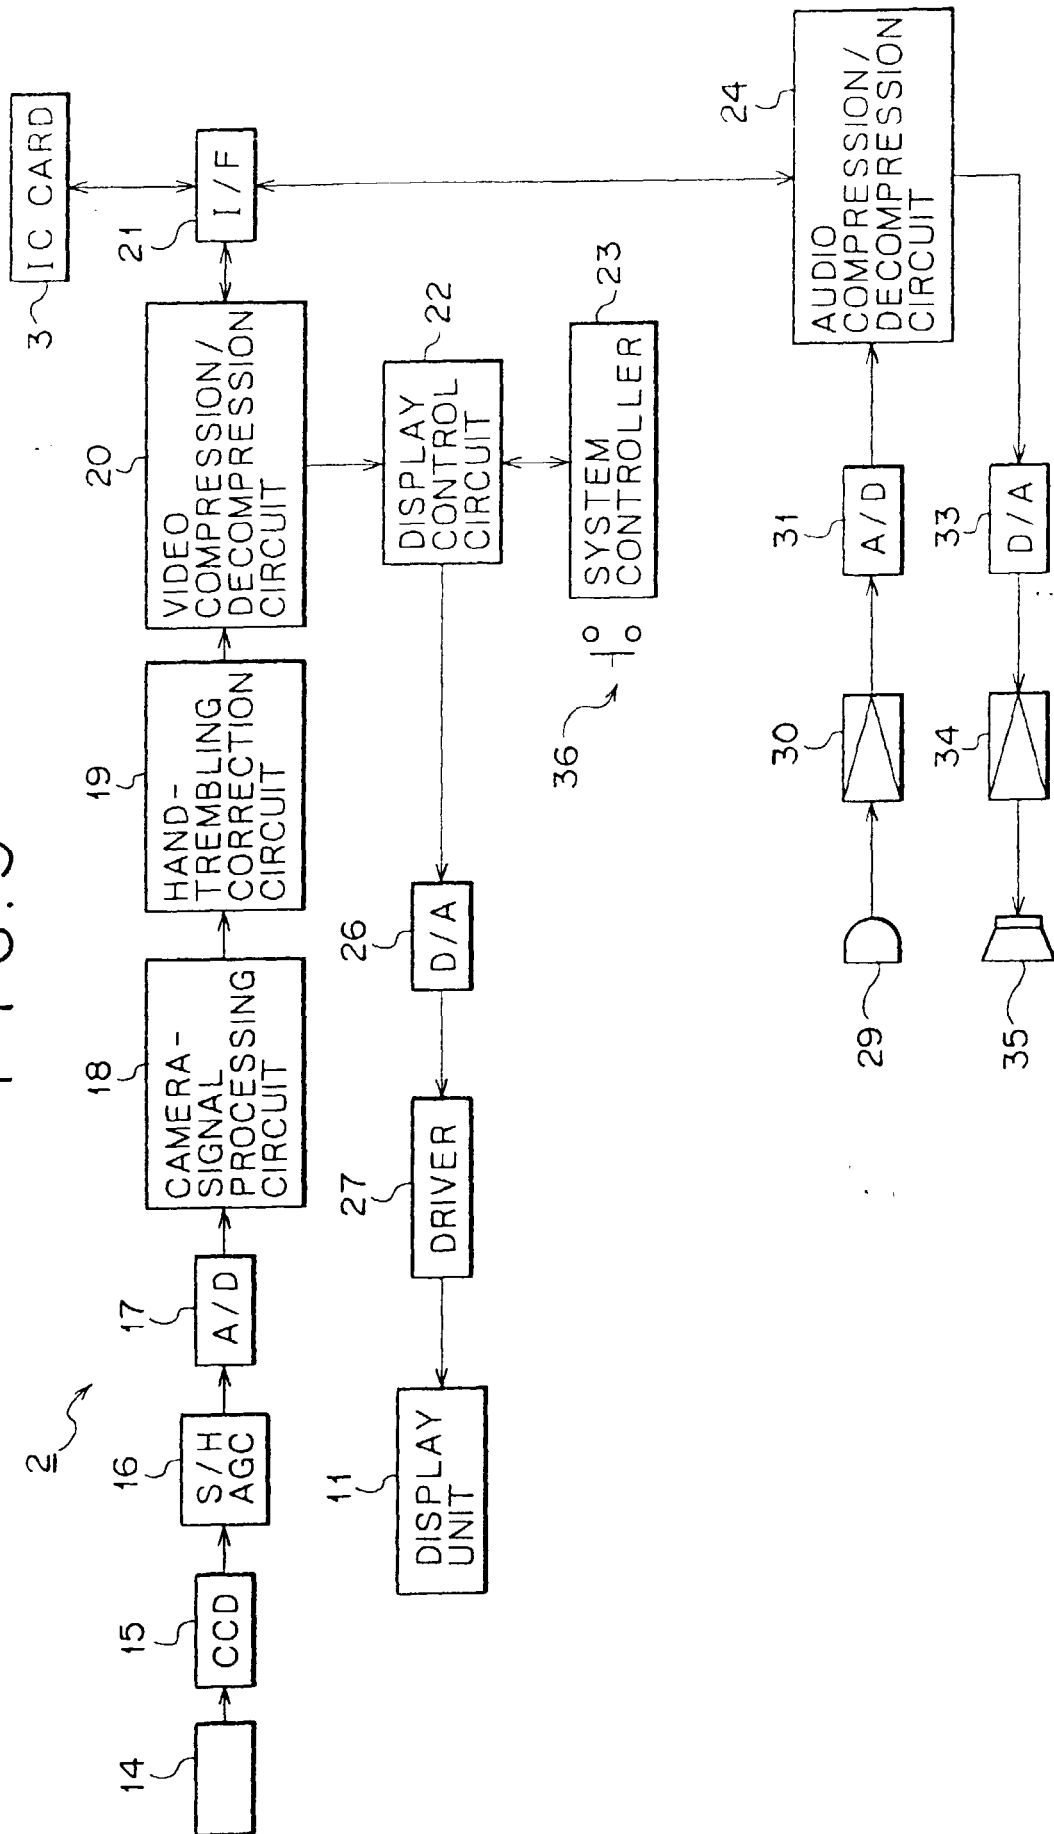 2
3
IC CARD
14
15
CCD
16
S/H
AGC
17
A/D
18
CAMERA-
SIGNAL
PROCESSING
CIRCUIT
19
HAND-
TREMBLING
CORRECTION
CIRCUIT
20
VIDEO
COMPRESSION/
DECOMPRESSION
CIRCUIT
21
I/F
11
DISPLAY
UNIT
27
DRIVER
26
D/A
22
DISPLAY
CONTROL
CIRCUIT
23
SYSTEM
CONTROLLER
36
24
AUDIO
COMPRESSION/
DECOMPRESSION
CIRCUIT
29
30
31
A/D
35
34
33
D/A